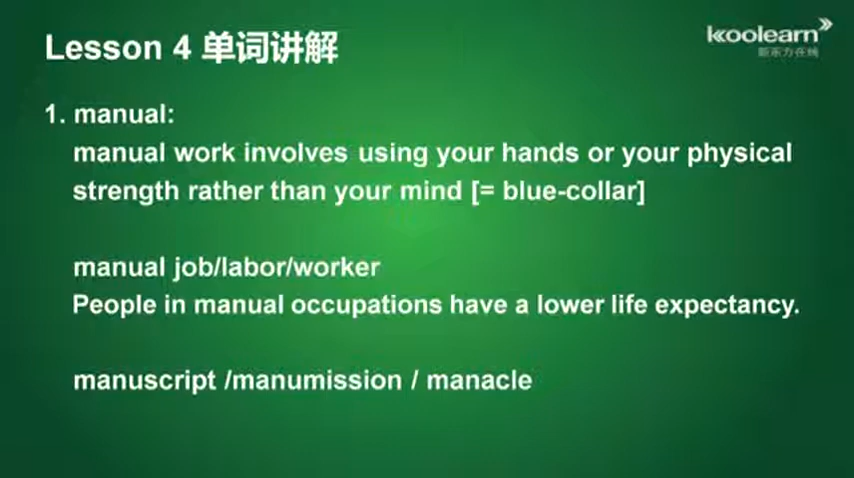 Lesson 4 单词讲解
koolearn
新东方在线
1. manual:
manual work involves using your hands or your physical
strength rather than your mind [= blue-collar]
manual job/labor/worker
People in manual occupations have a lower life expectancy.
manuscript /manumission / manacle